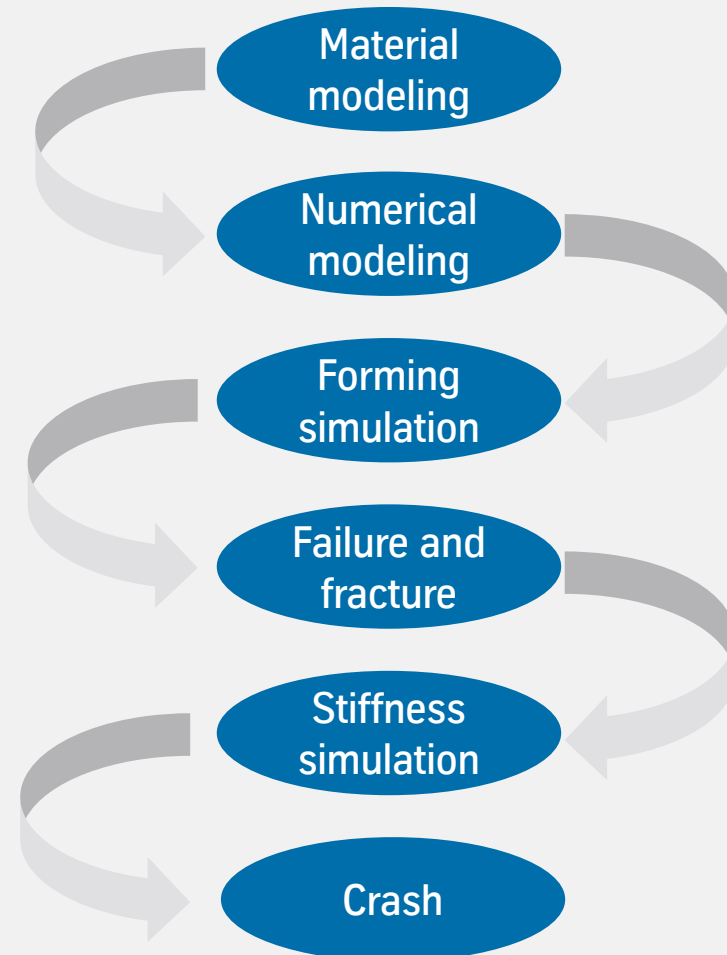 Material
modeling
Numerical
modeling
Forming
simulation
Failure and
fracture
Stiffness
simulation
Crash